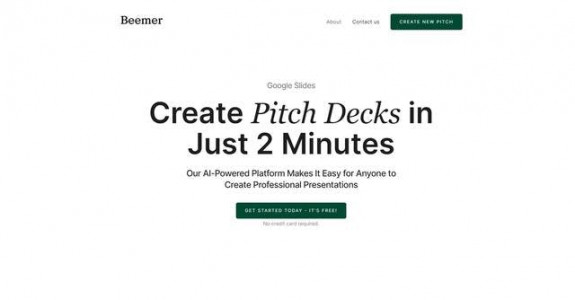 Beemer
About Contact us CREATE NEW PITCH
Google Slides
Create Pitch Decks in
Just 2 Minutes
Our AI-Powered Platform Makes It Easy for Anyone to
Create Professional Presentations
GET STARTED TODAY - IT'S FREE!
No credit card required.